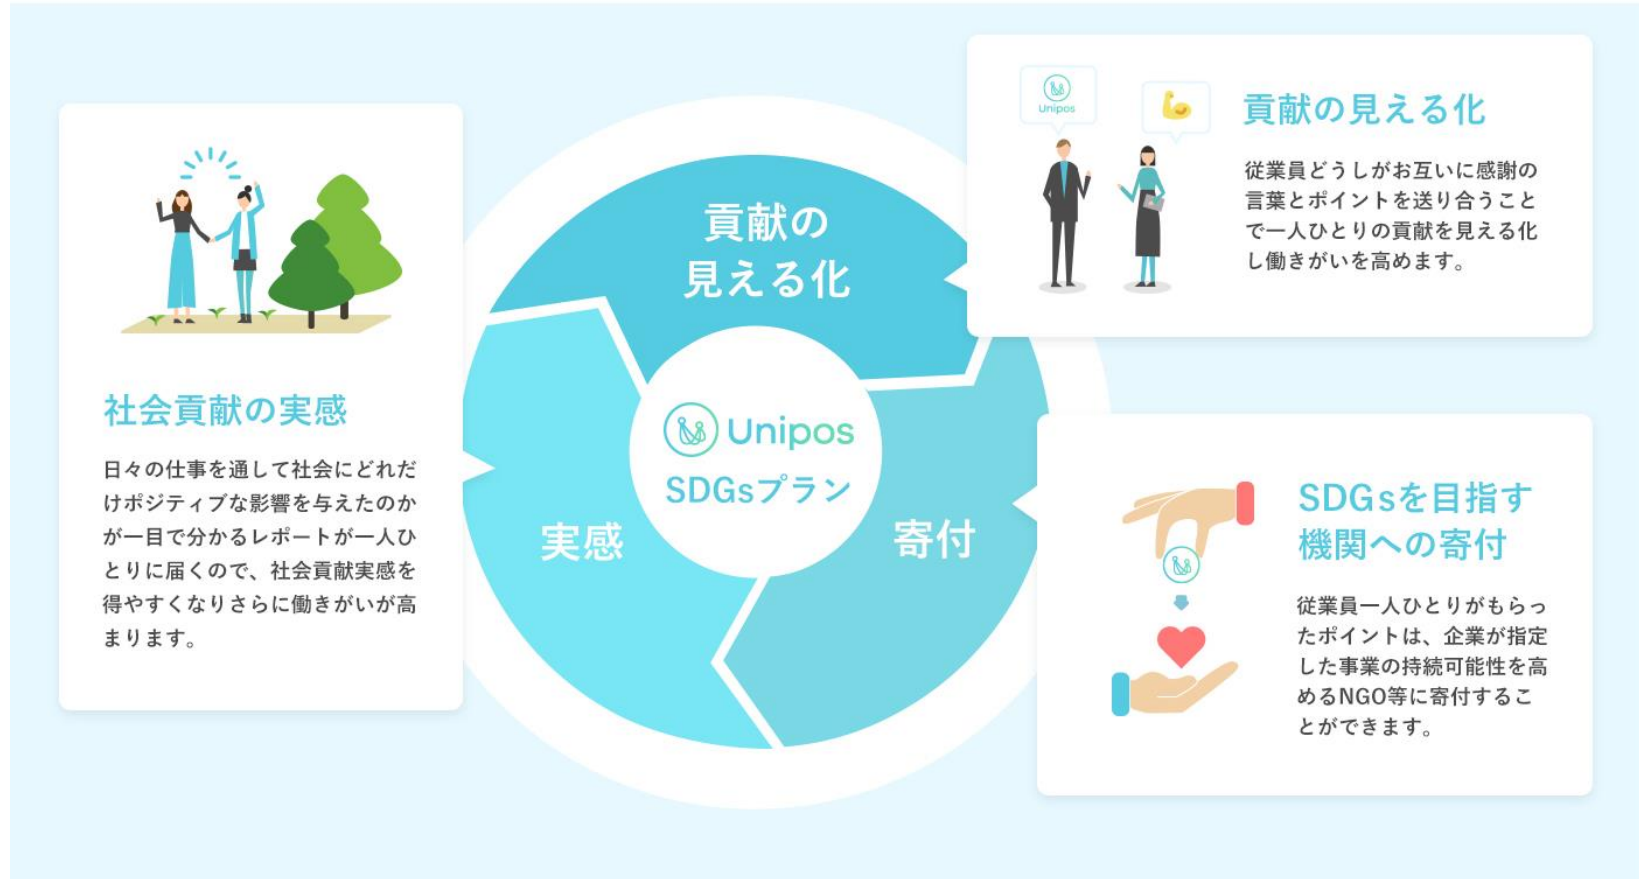 Unipos
貢献の見える化
従業員どうしがお互いに感謝の
言葉とポイントを送り合うこと
で一人ひとりの貢献を見える化
し働きがいを高めます。
貢献の
見える化
Unipos
SDGsプラン
実感
寄付
社会貢献の実感
日々の仕事を通して社会にどれだ
けポジティブな影響を与えたのか
が一目で分かるレポートが一人ひ
とりに届くので、社会貢献実感を
得やすくなりさらに働きがいが高
まります。
SDGsを目指す
機関への寄付
従業員一人ひとりがもらっ
たポイントは、企業が指定
した事業の持続可能性を高
めるNGO等に寄付するこ
とができます。